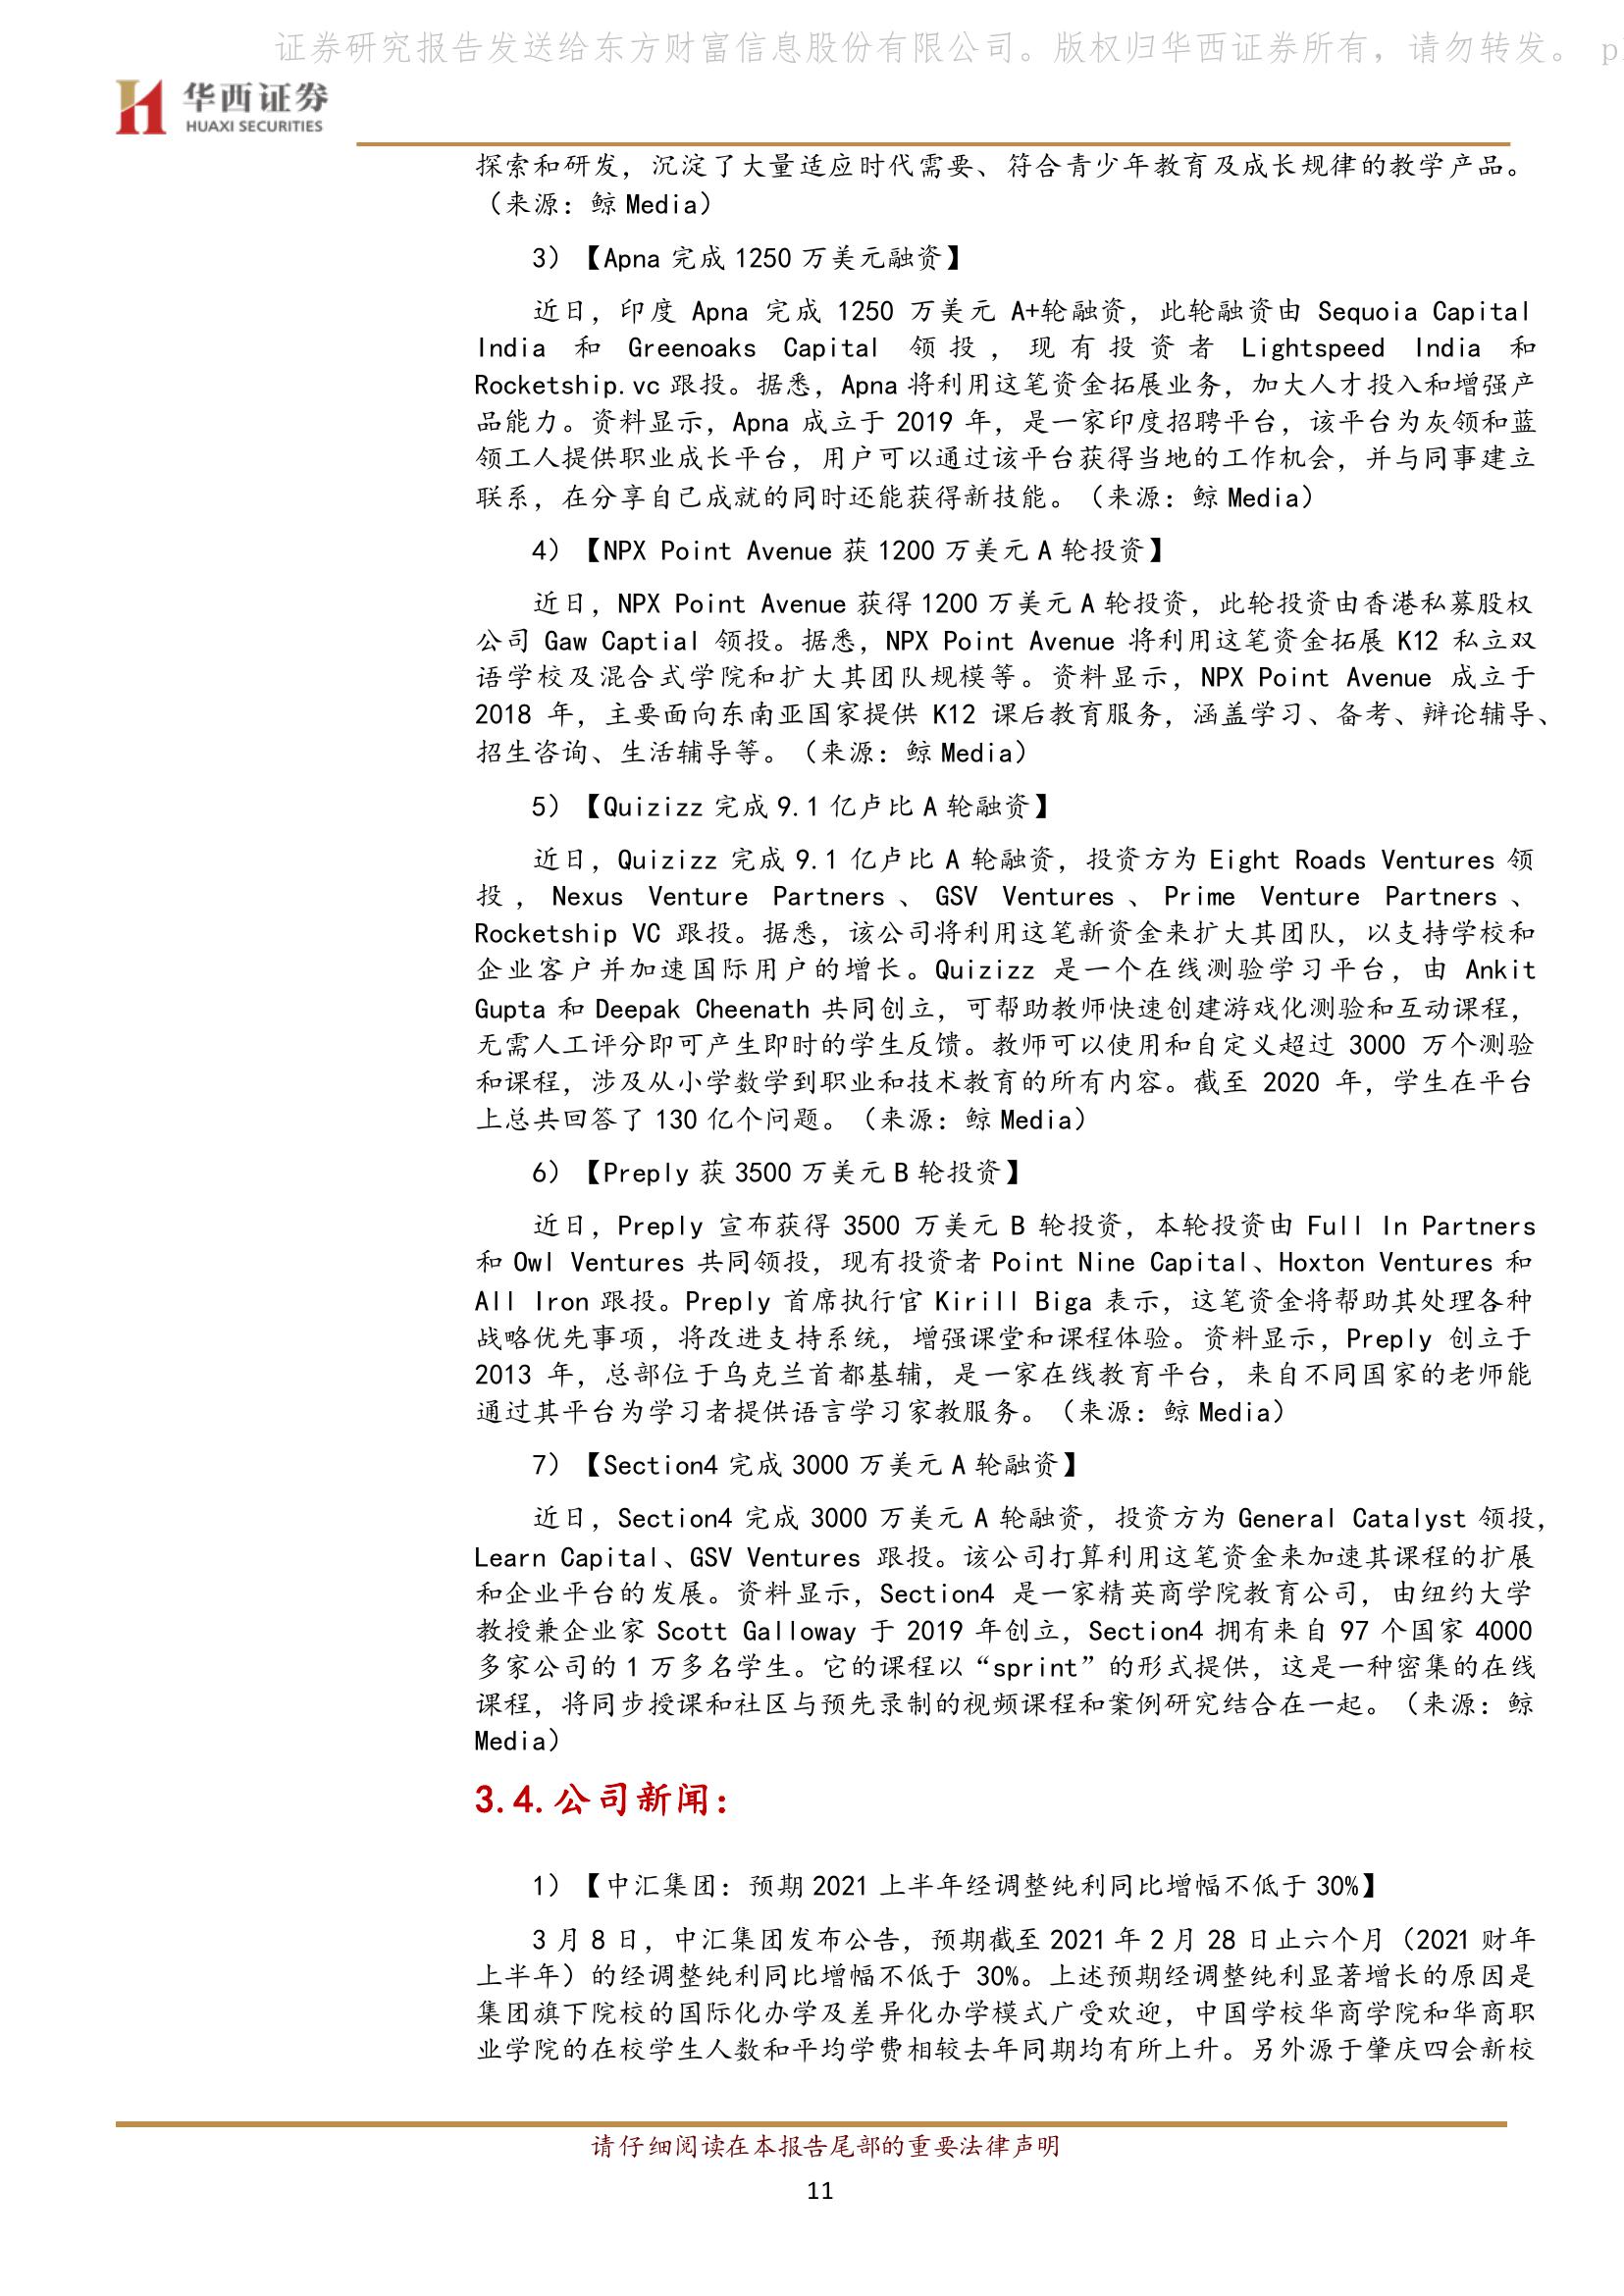 证券研究报告发送给东方财富信息股份有限公司。版权归华西证券所有，请勿转发。 p
华西证券
HUAXI SECURITIES
探索和研发，沉淀了大量适应时代需要、符合青少年教育及成长规律的教学产品。
（来源：鲸 Media）
3）【Apna 完成 1250 万美元融资】
近日，印度 Apna 完成 1250 万美元 A+轮融资，此轮融资由 Sequoia Capital
India 和 Greenoaks Capital 领投，现有投资者 Lightspeed India 和
Rocketship.vc 跟投。据悉，Apna 将利用这笔资金拓展业务，加大人才投入和增强产
品能力。资料显示，Apna 成立于 2019 年，是一家印度招聘平台，该平台为灰领和蓝
领工人提供职业成长平台，用户可以通过该平台获得当地的工作机会，并与同事建立
联系，在分享自己成就的同时还能获得新技能。（来源：鲸 Media）
4）【NPX Point Avenue 获 1200 万美元 A 轮投资】
近日，NPX Point Avenue 获得 1200 万美元 A 轮投资，此轮投资由香港私募股权
公司 Gaw Captial 领投。据悉，NPX Point Avenue 将利用这笔资金拓展 K12 私立双
语学校及混合式学院和扩大其团队规模等。资料显示，NPX Point Avenue 成立于
2018 年，主要面向东南亚国家提供 K12 课后教育服务，涵盖学习、备考、辩论辅导、
招生咨询、生活辅导等。（来源：鲸 Media）
5）【Quizizz 完成 9.1 亿卢比 A 轮融资】
近日，Quizizz 完成 9.1 亿卢比 A 轮融资，投资方为 Eight Roads Ventures 领
投，Nexus Venture Partners、GSV Ventures、Prime Venture Partners、
Rocketship VC 跟投。据悉，该公司将利用这笔新资金来扩大其团队，以支持学校和
企业客户并加速国际用户的增长。Quizizz 是一个在线测验学习平台，由 Ankit
Gupta 和 Deepak Cheenath 共同创立，可帮助教师快速创建游戏化测验和互动课程，
无需人工评分即可产生即时的学生反馈。教师可以使用和自定义超过 3000 万个测验
和课程，涉及从小学数学到职业和技术教育的所有内容。截至 2020 年，学生在平台
上总共回答了 130 亿个问题。（来源：鲸 Media）
6）【Preply 获 3500 万美元 B 轮投资】
近日，Preply 宣布获得 3500 万美元 B 轮投资，本轮投资由 Full In Partners
和 Owl Ventures 共同领投，现有投资者 Point Nine Capital、Hoxton Ventures 和
All Iron 跟投。Preply 首席执行官 Kirill Biga 表示，这笔资金将帮助其处理各种
战略优先事项，将改进支持系统，增强课堂和课程体验。资料显示，Preply 创立于
2013 年，总部位于乌克兰首都基辅，是一家在线教育平台，来自不同国家的老师能
通过其平台为学习者提供语言学习家教服务。（来源：鲸 Media）
7）【Section4 完成 3000 万美元 A 轮融资】
近日，Section4 完成 3000 万美元 A 轮融资，投资方为 General Catalyst 领投，
Learn Capital、GSV Ventures 跟投。该公司打算利用这笔资金来加速其课程的扩展
和企业平台的发展。资料显示，Section4 是一家精英商学院教育公司，由纽约大学
教授兼企业家 Scott Galloway 于 2019 年创立，Section4 拥有来自 97 个国家 4000
多家公司的 1 万多名学生。它的课程以“sprint”的形式提供，这是一种密集的在线
课程，将同步授课和社区与预先录制的视频课程和案例研究结合在一起。（来源：鲸
Media）
3.4.公司新闻：
1）【中汇集团：预期 2021 上半年经调整纯利同比增幅不低于 30%】
3 月 8 日，中汇集团发布公告，预期截至 2021 年 2 月 28 日止六个月（2021 财年
上半年）的经调整纯利同比增幅不低于 30%。上述预期经调整纯利显著增长的原因是
集团旗下院校的国际化办学及差异化办学模式广受欢迎，中国学校华商学院和华商职
业学院的在校学生人数和平均学费相较去年同期均有所上升。另外源于肇庆四会新校
请仔细阅读在本报告尾部的重要法律声明
11